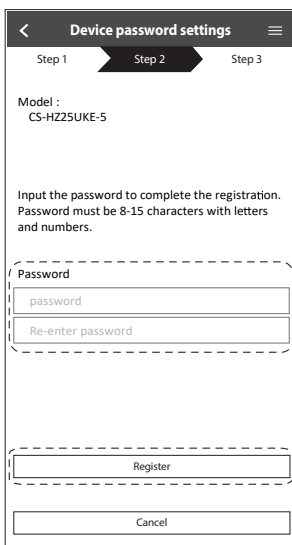 Device password settings
Step 1 Step 2 Step 3
Model :
CS-HZ25UKE-5
Input the password to complete the registration.
Password must be 8-15 characters with letters
and numbers.
Password
password
Re-enter password
Register
Cancel